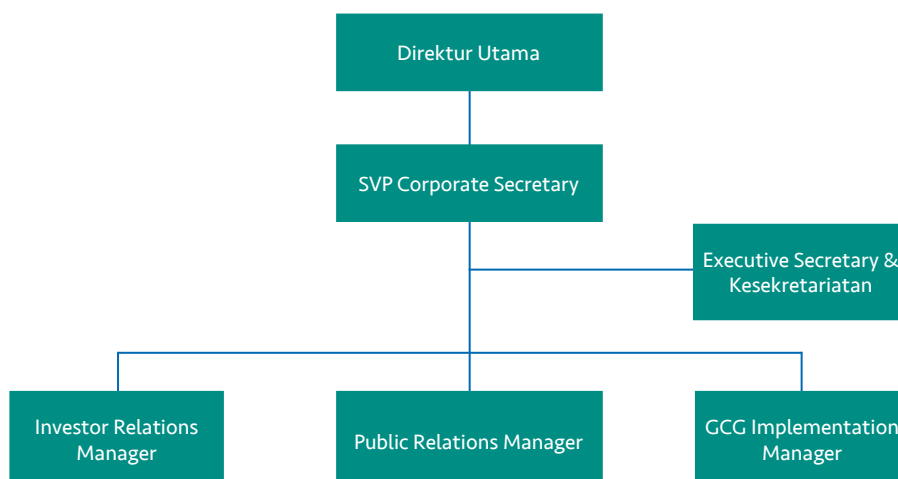 Direktur Utama
SVP Corporate Secretary
Executive Secretary &
Kesekretariatan
Investor Relations
Manager
Public Relations Manager
GCG Implementation
Manager